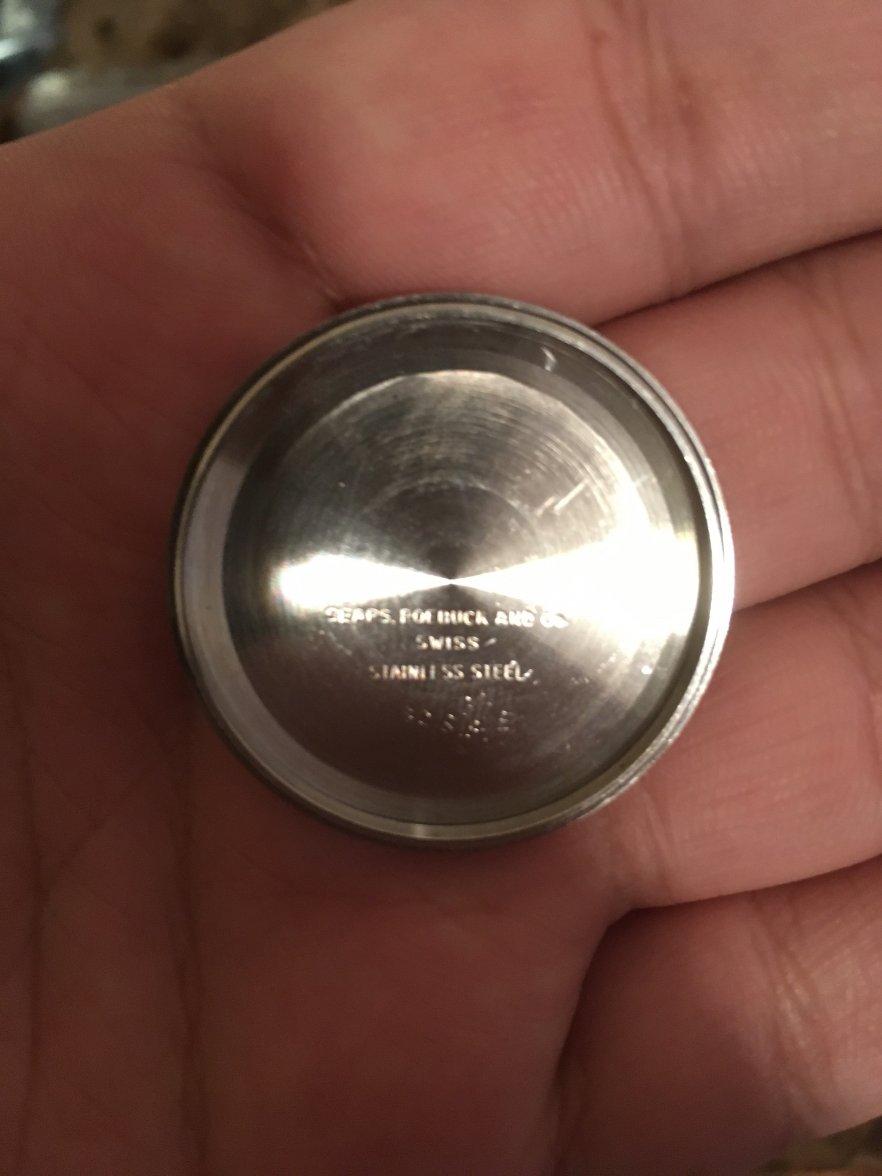 SEARS, ROEBUCK AND CO
SWISS
STAINLESS STEEL